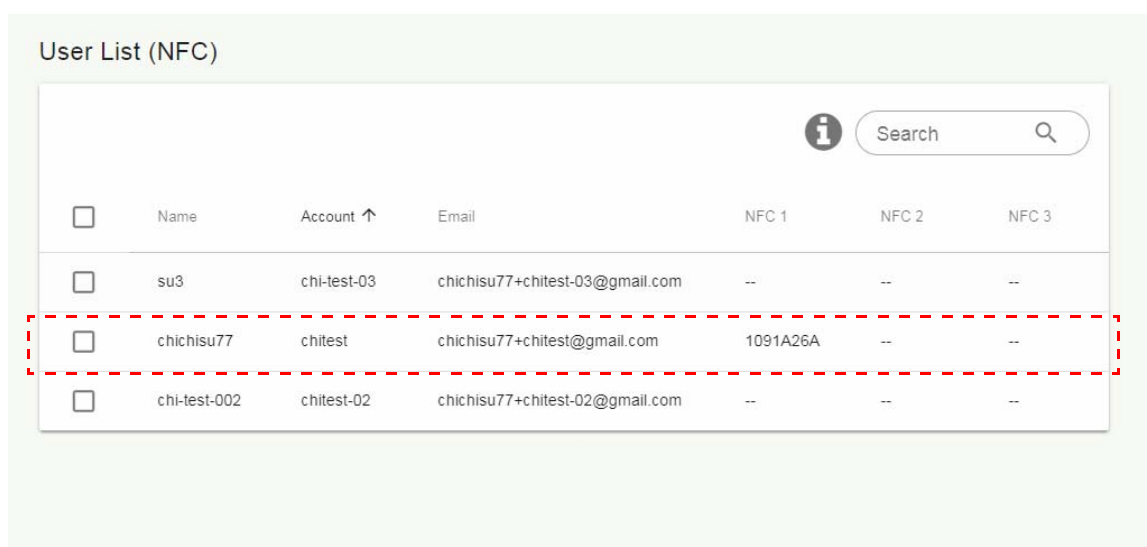 User List (NFC)
Search
Name Account ↑ Email NFC 1 NFC 2 NFC 3
su3 chi-test-03 chichisu77+chitest-03@gmail.com -- -- --
chichisu77 chitest chichisu77+chitest@gmail.com 1091A26A -- --
chi-test-002 chitest-02 chichisu77+chitest-02@gmail.com -- -- --